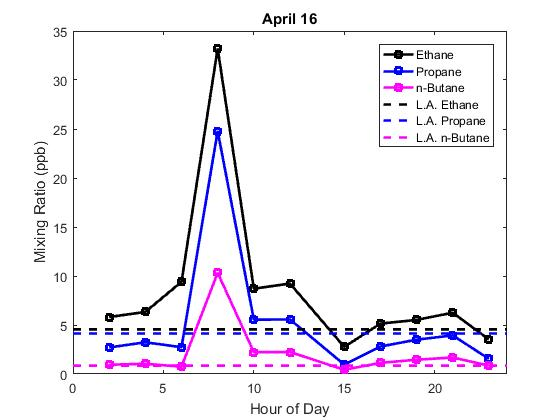 April 16
35
30
25
20
15
10
5
0
Mixing Ratio (ppb)
Ethane
Propane
n-Butane
L.A. Ethane
L.A. Propane
L.A. n-Butane
0 5 10 15 20
Hour of Day